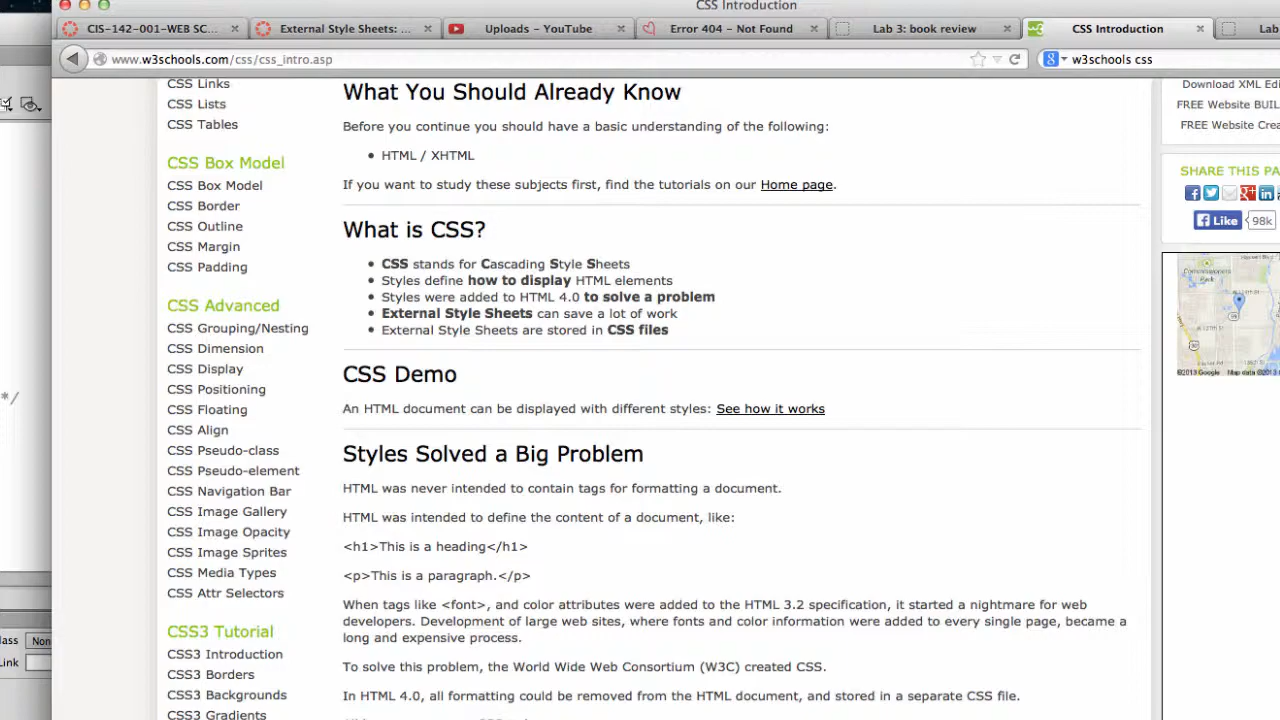 CSS Introduction
CIS-142-001-WEB SC...
External Style Sheets: ...
Uploads - YouTube
Error 404 - Not Found
Lab 3: book review
CSS Introduction
Lab
www.w3schools.com/css/css_intro.asp
w3schools css
CSS Links
CSS Lists
CSS Tables
CSS Box Model
CSS Box Model
CSS Border
CSS Outline
CSS Margin
CSS Padding
CSS Advanced
CSS Grouping/Nesting
CSS Dimension
CSS Display
CSS Positioning
CSS Floating
CSS Align
CSS Pseudo-class
CSS Pseudo-element
CSS Navigation Bar
CSS Image Gallery
CSS Image Opacity
CSS Image Sprites
CSS Media Types
CSS Attr Selectors
CSS3 Tutorial
CSS3 Introduction
CSS3 Borders
CSS3 Backgrounds
CSS3 Gradients
What You Should Already Know
Before you continue you should have a basic understanding of the following:
• HTML / XHTML
If you want to study these subjects first, find the tutorials on our Home page.
What is CSS?
• CSS stands for Cascading Style Sheets
• Styles define how to display HTML elements
• Styles were added to HTML 4.0 to solve a problem
• External Style Sheets can save a lot of work
• External Style Sheets are stored in CSS files
CSS Demo
An HTML document can be displayed with different styles: See how it works
Styles Solved a Big Problem
HTML was never intended to contain tags for formatting a document.
HTML was intended to define the content of a document, like:
<h1>This is a heading</h1>
<p>This is a paragraph.</p>
When tags like <font>, and color attributes were added to the HTML 3.2 specification, it started a nightmare for web
developers. Development of large web sites, where fonts and color information were added to every single page, became a
long and expensive process.
To solve this problem, the World Wide Web Consortium (W3C) created CSS.
In HTML 4.0, all formatting could be removed from the HTML document, and stored in a separate CSS file.
Download XML Edi
FREE Website BUIL
FREE Website Crea
SHARE THIS PA
Like
98k
©2013 Google
Map data ©2013
*/
lass
Non
Link